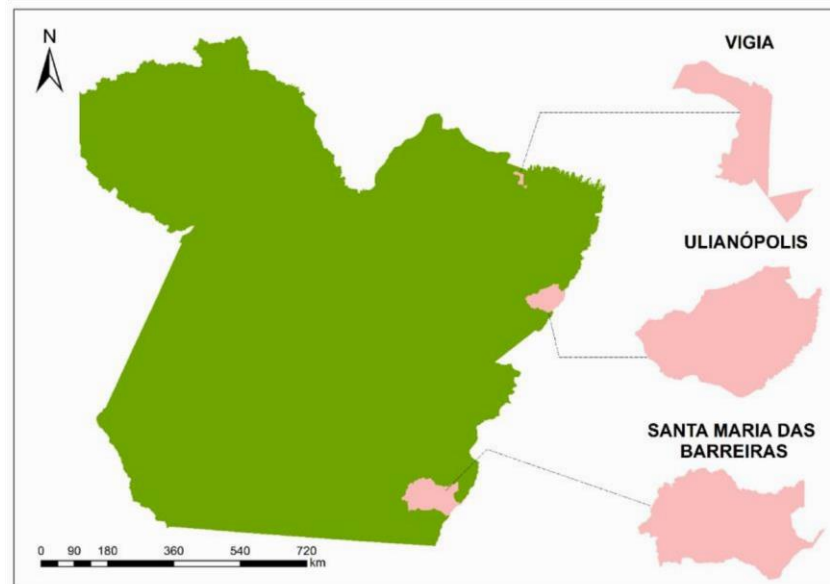 N
VIGIA
ULIANÓPOLIS
SANTA MARIA DAS
BARREIRAS
0 90 180 360 540 720
km